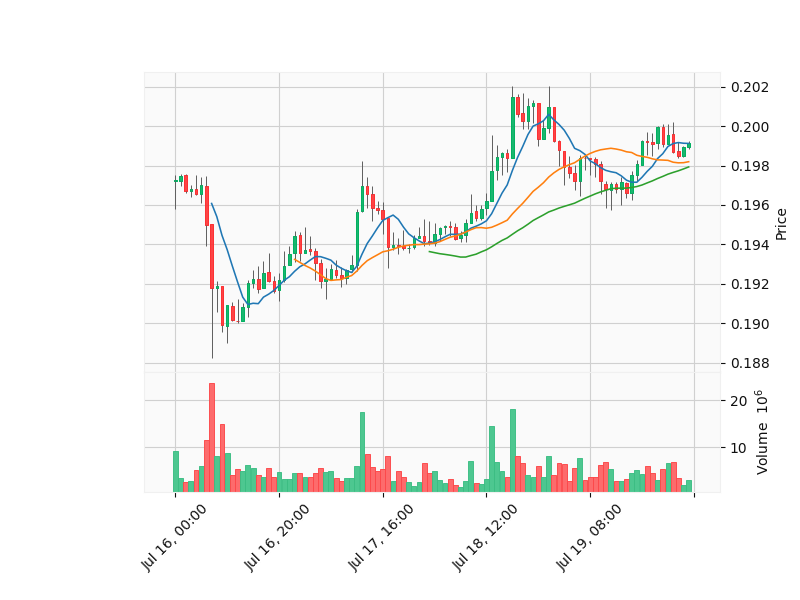 0.202
0.200
0.198
0.196
0.194
0.192
0.190
0.188
Price
20
10
Volume 10⁶
Jul 16, 00:00
Jul 16, 20:00
Jul 17, 16:00
Jul 18, 12:00
Jul 19, 08:00